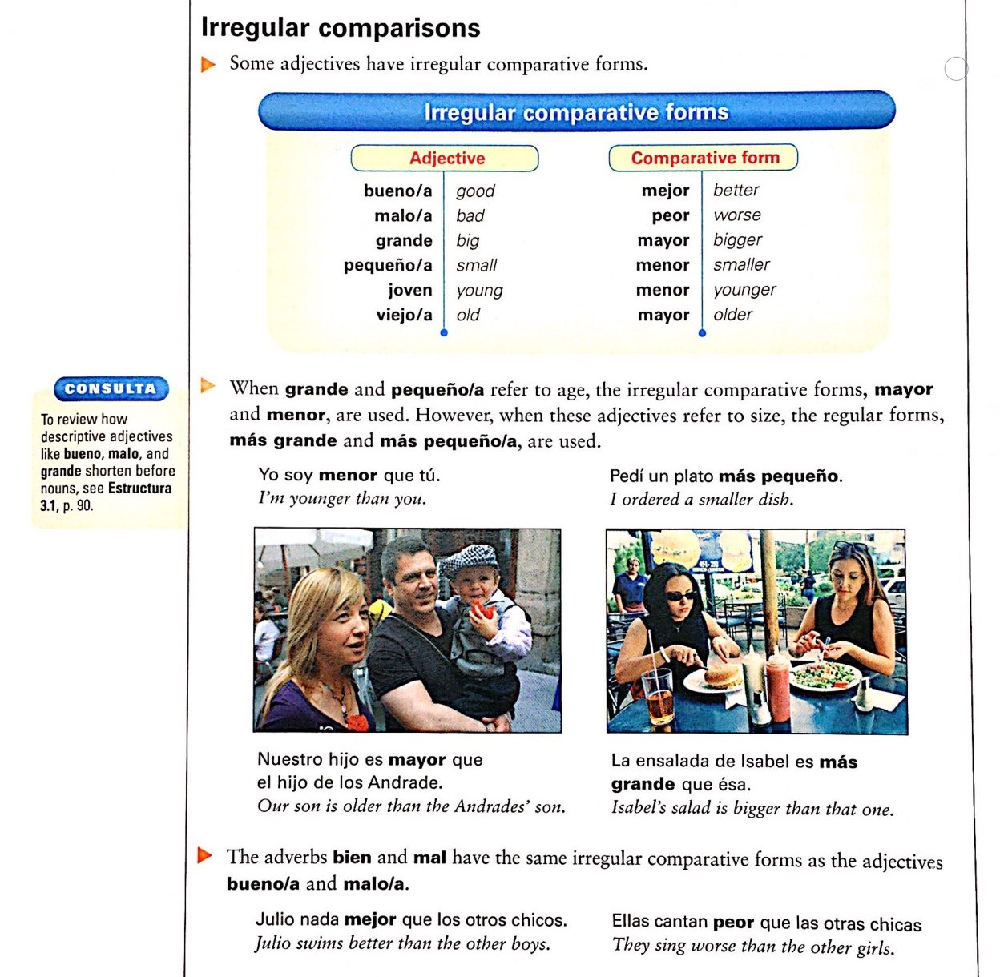 Irregular comparisons
Some adjectives have irregular comparative forms.
Irregular comparative forms
Adjective
Comparative form
bueno/a good mejor better
malo/a bad peor worse
grande big mayor bigger
pequeño/a small menor smaller
joven young menor younger
viejo/a old mayor older
CONSULTA
To review how
descriptive adjectives
like bueno, malo, and
grande shorten before
nouns, see Estructura
3.1, p. 90.
When grande and pequeño/a refer to age, the irregular comparative forms, mayor
and menor, are used. However, when these adjectives refer to size, the regular forms,
más grande and más pequeño/a, are used.
Yo soy menor que tú.
I'm younger than you.
Pedí un plato más pequeño.
I ordered a smaller dish.
451-251
Nuestro hijo es mayor que
el hijo de los Andrade.
Our son is older than the Andrades' son.
La ensalada de Isabel es más
grande que ésa.
Isabel's salad is bigger than that one.
The adverbs bien and mal have the same irregular comparative forms as the adjectives
bueno/a and malo/a.
Julio nada mejor que los otros chicos.
Julio swims better than the other boys.
Ellas cantan peor que las otras chicas.
They sing worse than the other girls.